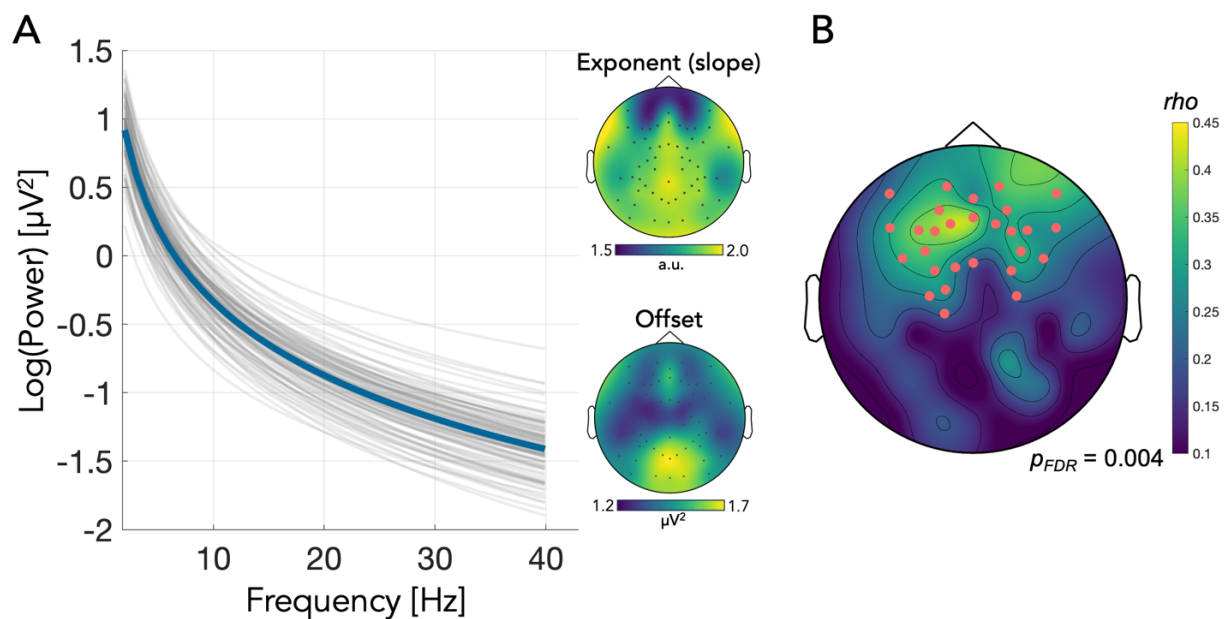 A
1.5
1
0.5
0
-0.5
-1
-1.5
-2
Log(Power) [µV²]
10 20 30 40
Frequency [Hz]
Exponent (slope)
1.5 2.0
a.u.
Offset
1.2 1.7
µV²
B
rho
0.45
0.4
0.35
0.3
0.25
0.2
0.15
0.1
pFDR = 0.004